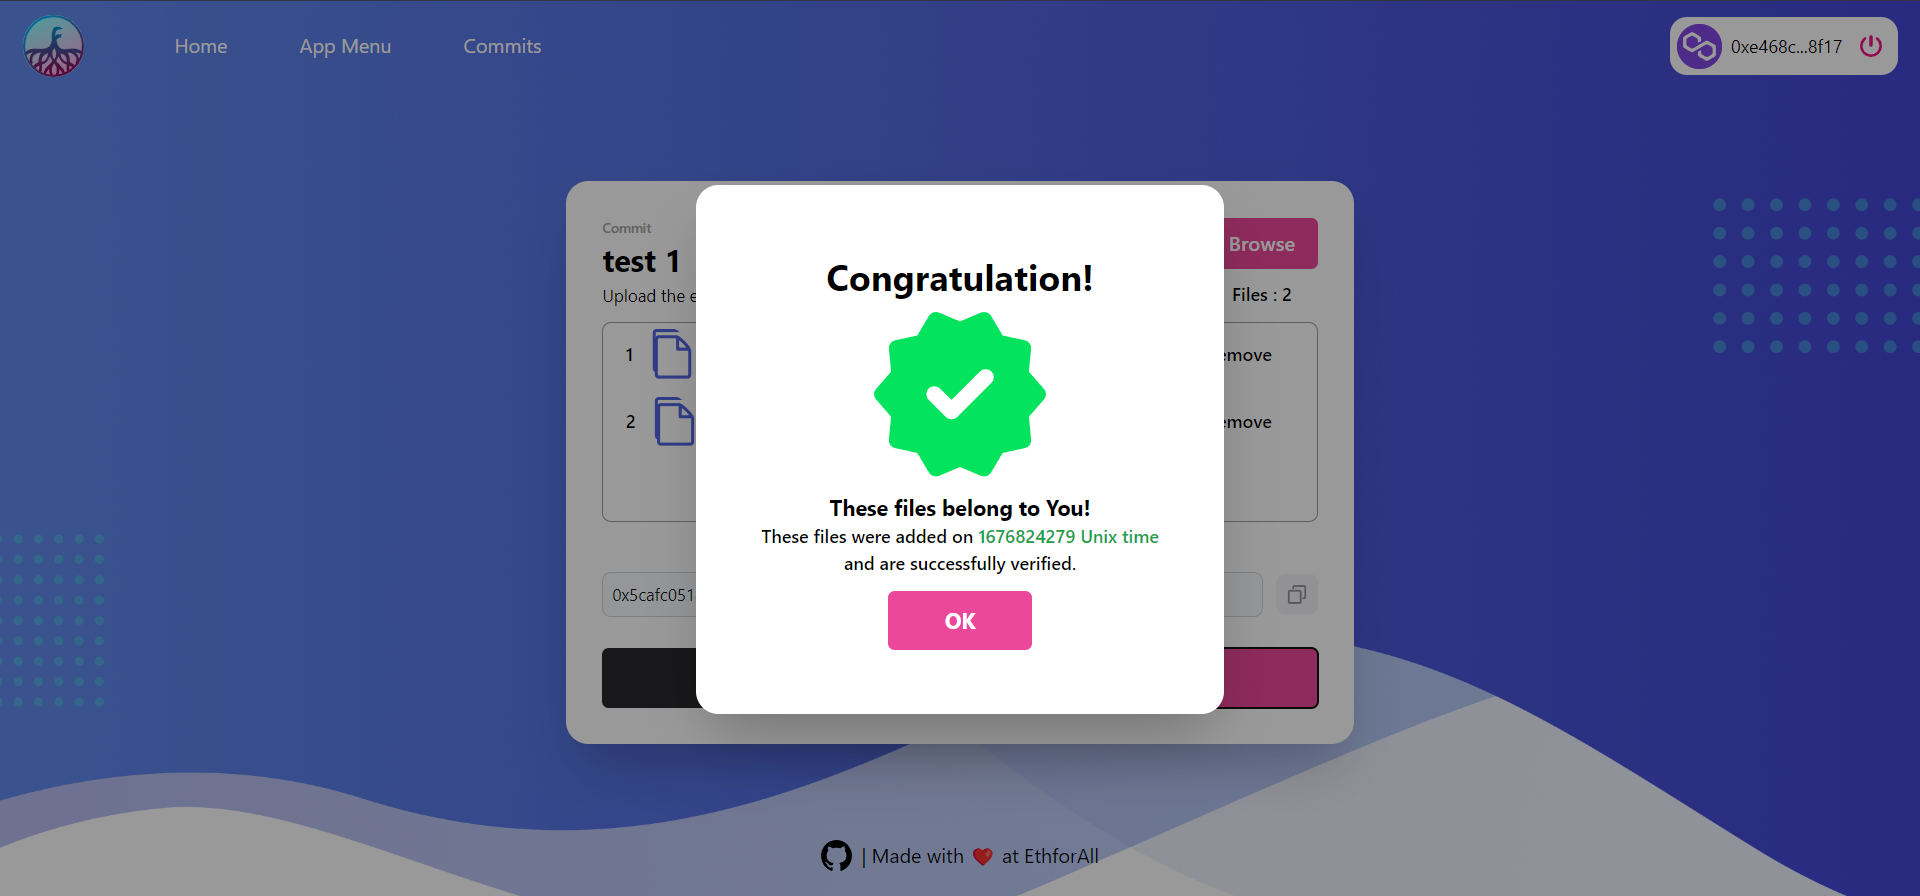 Home
App Menu
Commits
0xe468c...8f17
Commit
test 1
Browse
Upload the
Files : 2
1
2
Congratulation!
These files belong to You!
These files were added on 1676824279 Unix time
and are successfully verified.
0x5cafc051
OK
| Made with ❤️ at EthforAll